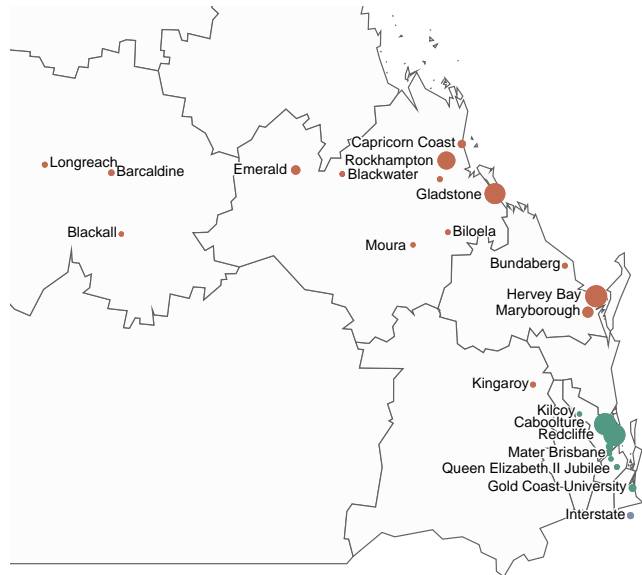 Capricorn Coast
Rockhampton
Longreach
Barcaldine
Emerald
Blackwater
Gladstone
Blackall
Biloela
Moura
Bundaberg
Hervey Bay
Maryborough
Kingaroy
Kilcoy
Caboolture
Redcliffe
Mater Brisbane
Queen Elizabeth II Jubilee
Gold Coast University
Interstate